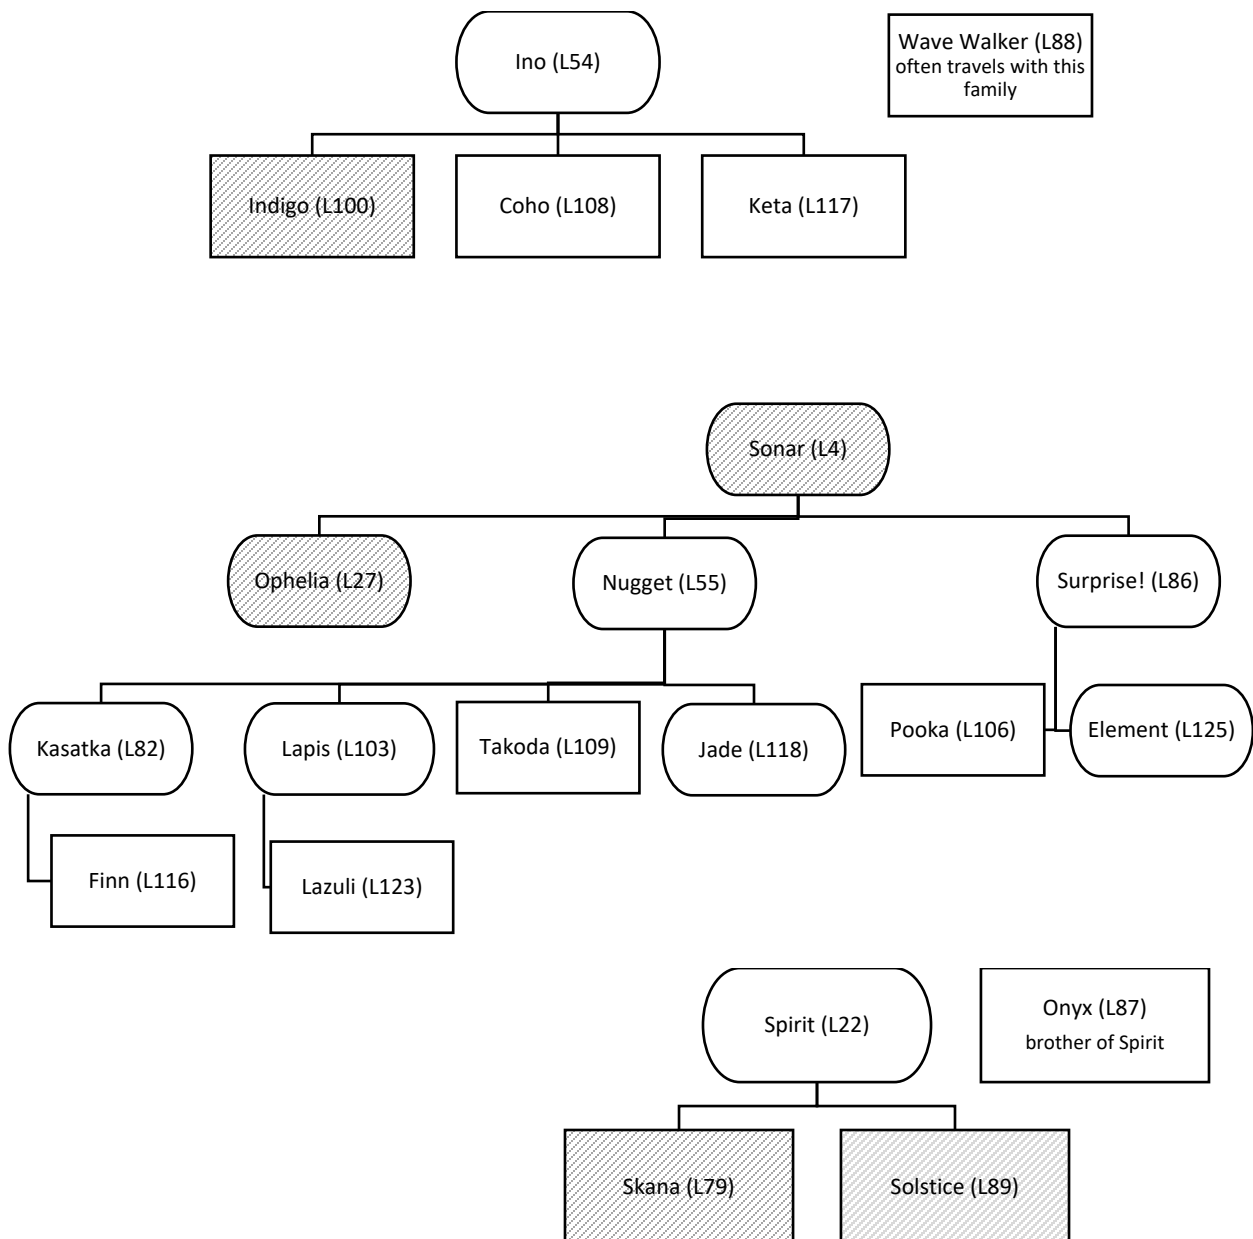 Ino (L54)
Wave Walker (L88)
often travels with this
family
Indigo (L100)
Coho (L108)
Keta (L117)
Sonar (L4)
Ophelia (L27)
Nugget (L55)
Surprise! (L86)
Kasatka (L82)
Lapis (L103)
Takoda (L109)
Jade (L118)
Pooka (L106)
Element (L125)
Finn (L116)
Lazuli (L123)
Spirit (L22)
Onyx (L87)
brother of Spirit
Skana (L79)
Solstice (L89)